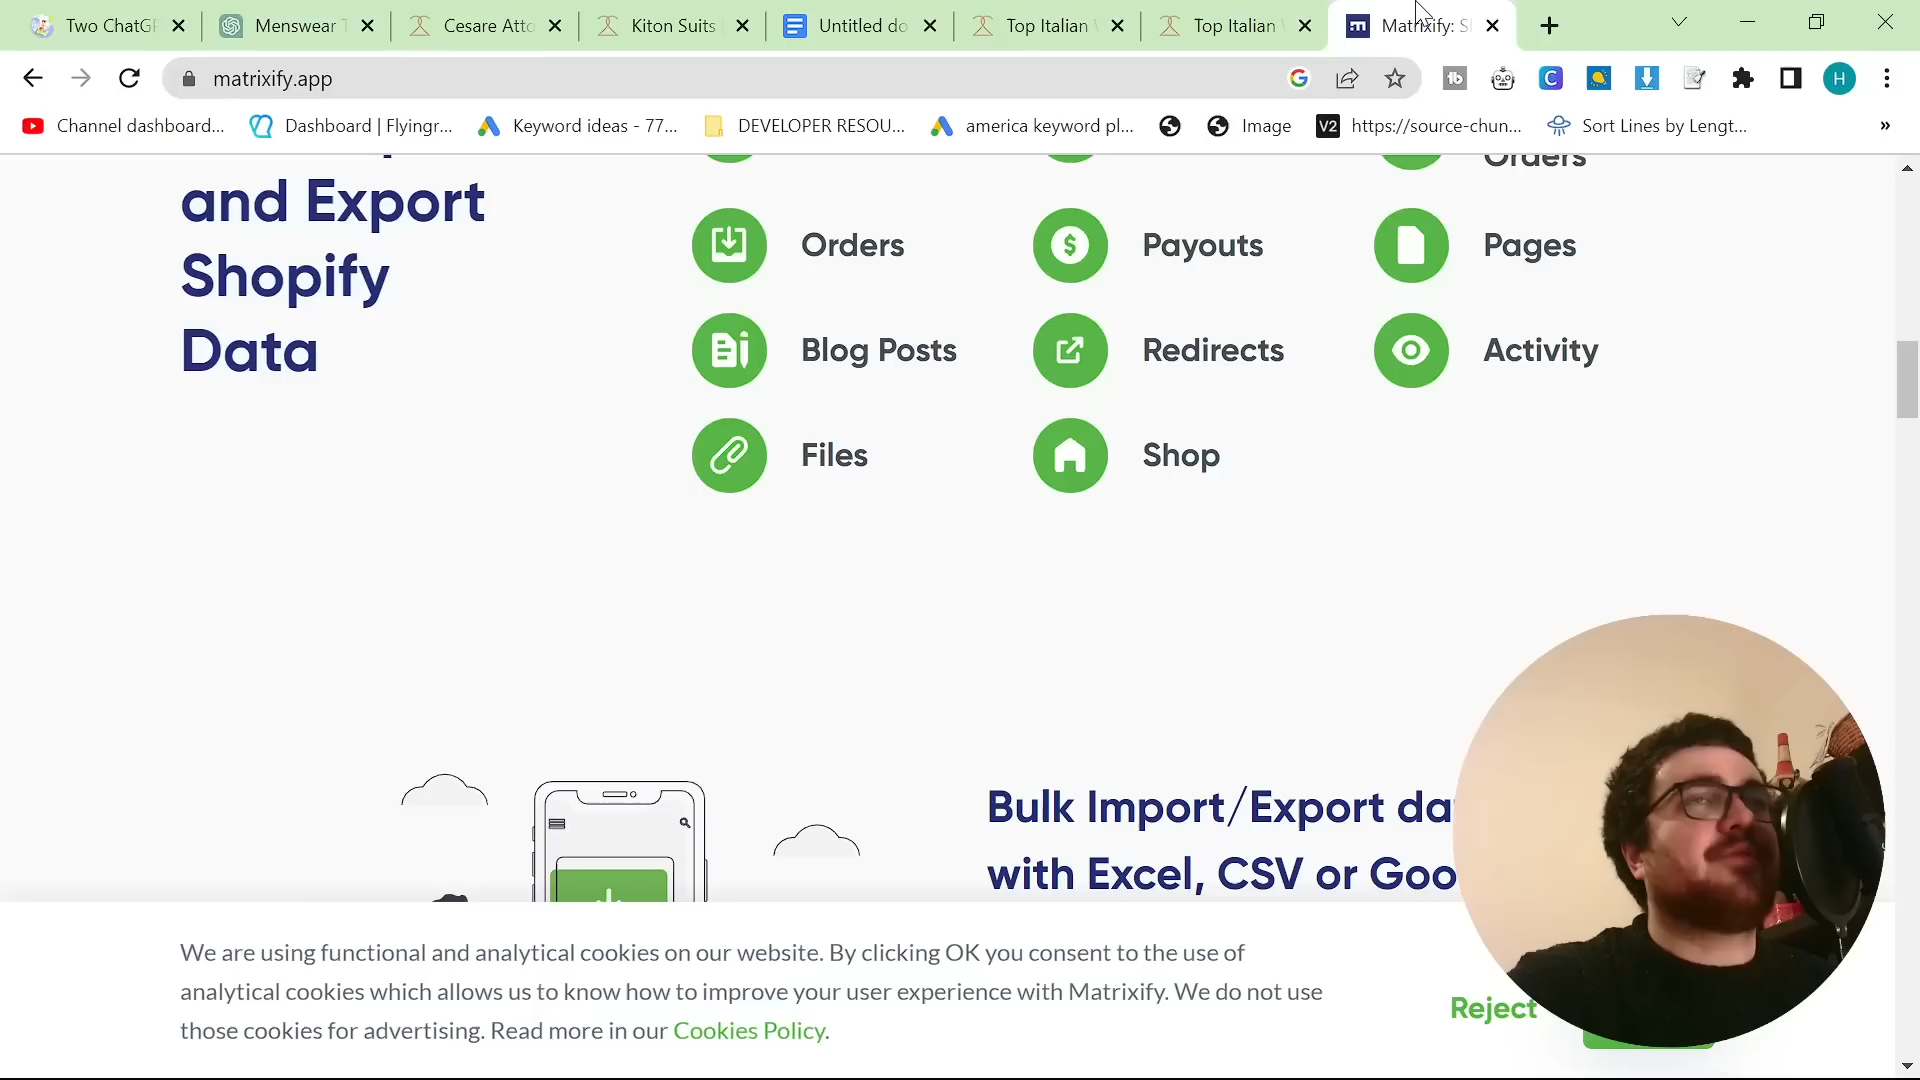 Two ChatG
Menswear T
Cesare Atto
Kiton Suits
Untitled do
Top Italian
Top Italian
Matrixify: S
matrixify.app
H
Channel dashboard...
Dashboard | Flyingr...
Keyword ideas - 77...
DEVELOPER RESOU...
america keyword pl...
Image
V2
https://source-chun...
Sort Lines by Lengt...
»
and Export
Shopify
Data
Orders
Orders
Payouts
Pages
Blog Posts
Redirects
Activity
Files
Shop
Bulk Import/Export da
with Excel, CSV or Goo
We are using functional and analytical cookies on our website. By clicking OK you consent to the use of
analytical cookies which allows us to know how to improve your user experience with Matrixify. We do not use
those cookies for advertising. Read more in our Cookies Policy.
Reject